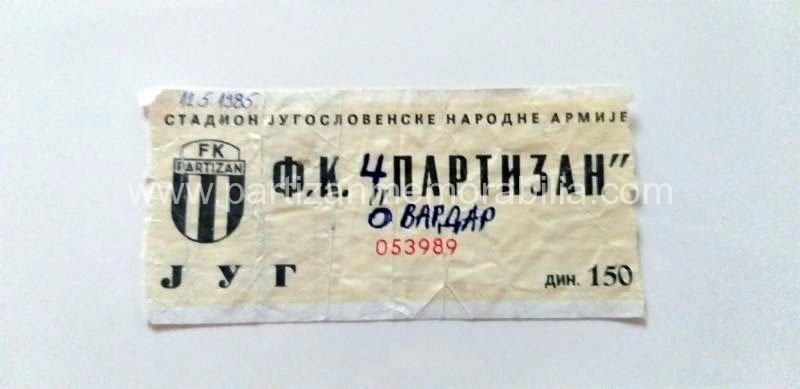 12.5.1985.
СТАДИОН ЈУГОСЛОВЕНСКЕ НАРОДНЕ АРМИЈЕ
FK
PARTIZAN
Ф.К. 4 ПАРТИЗАН"
0 ВАРДАР
www.partizanmemorabilia.com
053989
ЈУГ
ДИН. 150